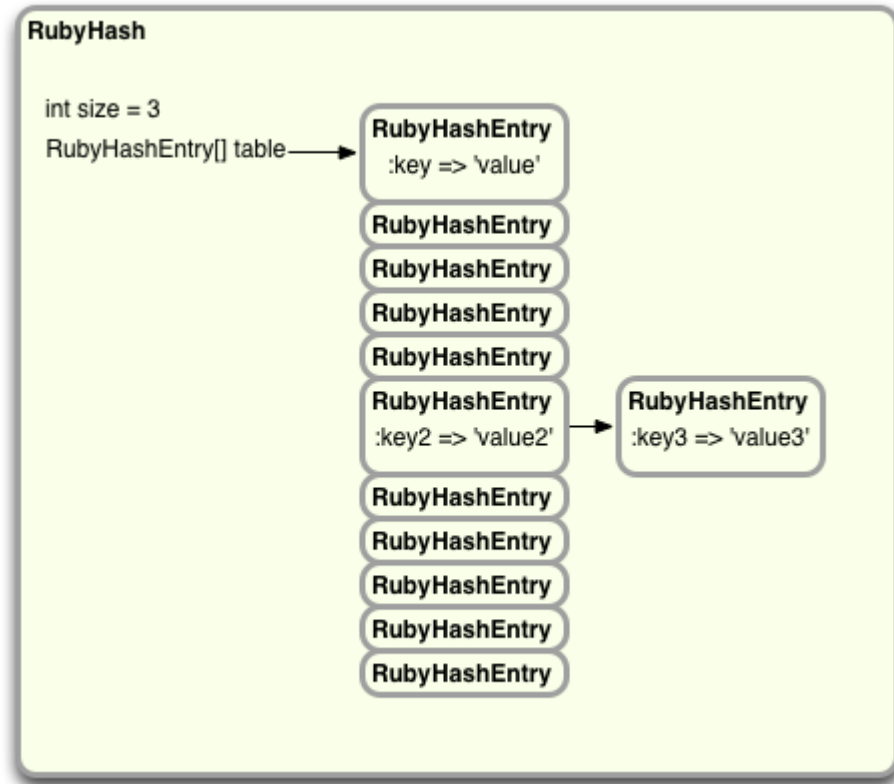 RubyHash
int size = 3
RubyHashEntry[] table
RubyHashEntry
:key => 'value'
RubyHashEntry
RubyHashEntry
RubyHashEntry
RubyHashEntry
RubyHashEntry
:key2 => 'value2'
RubyHashEntry
:key3 => 'value3'
RubyHashEntry
RubyHashEntry
RubyHashEntry
RubyHashEntry
RubyHashEntry